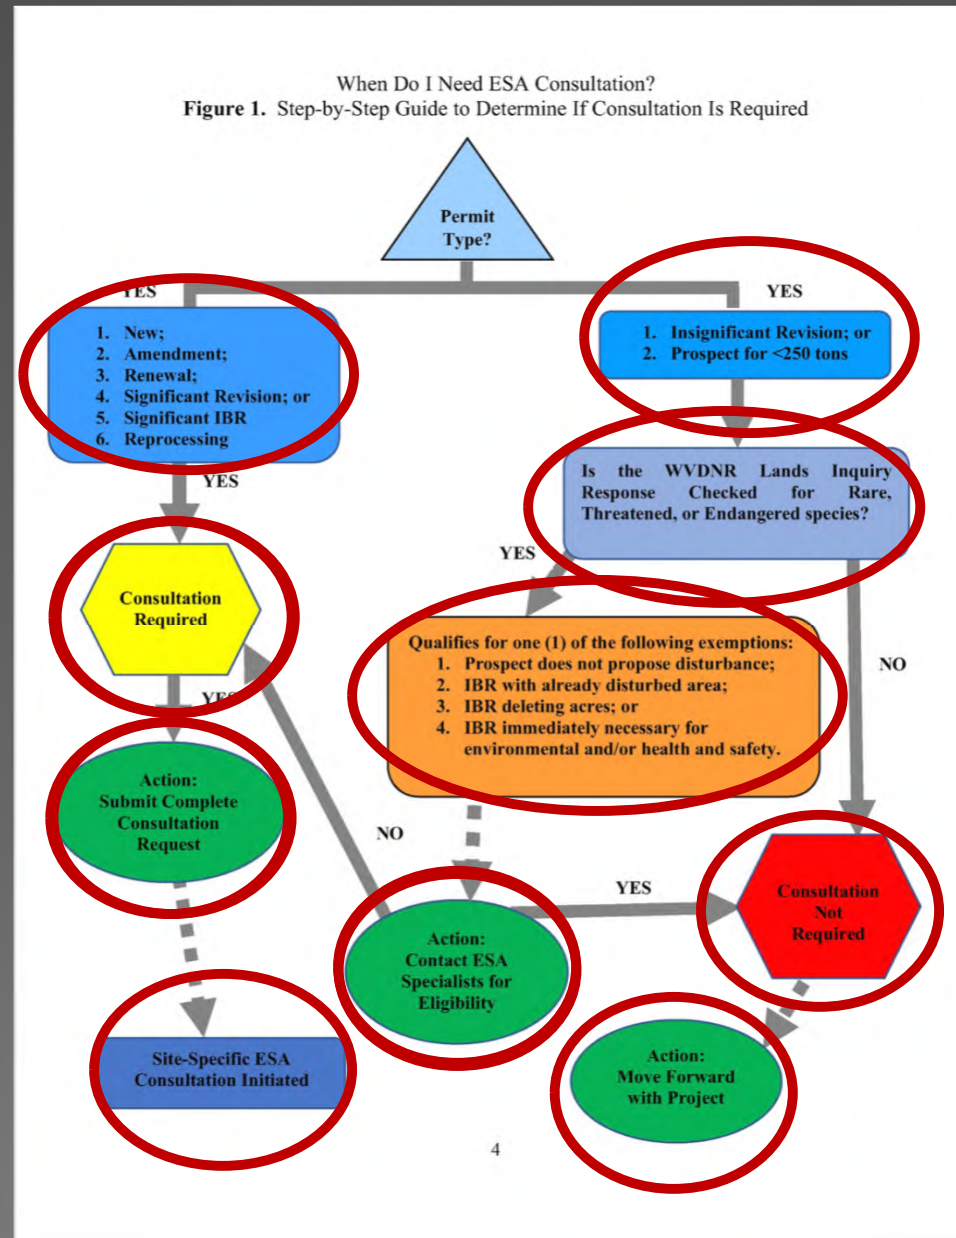 When Do I Need ESA Consultation?
Figure 1. Step-by-Step Guide to Determine If Consultation Is Required
Permit
Type?
YES
1. New;
2. Amendment;
3. Renewal;
4. Significant Revision; or
5. Significant IBR
6. Reprocessing
YES
1. Insignificant Revision; or
2. Prospect for <250 tons
YES
Is the WVDNR Lands Inquiry
Response Checked for Rare,
Threatened, or Endangered species?
YES
NO
Consultation
Required
YES
Qualifies for one (1) of the following exemptions:
1. Prospect does not propose disturbance;
2. IBR with already disturbed area;
3. IBR deleting acres; or
4. IBR immediately necessary for
environmental and/or health and safety.
Action:
Submit Complete
Consultation
Request
NO
YES
Consultation
Not
Required
Action:
Contact ESA
Specialists for
Eligibility
Site-Specific ESA
Consultation Initiated
Action:
Move Forward
with Project
4